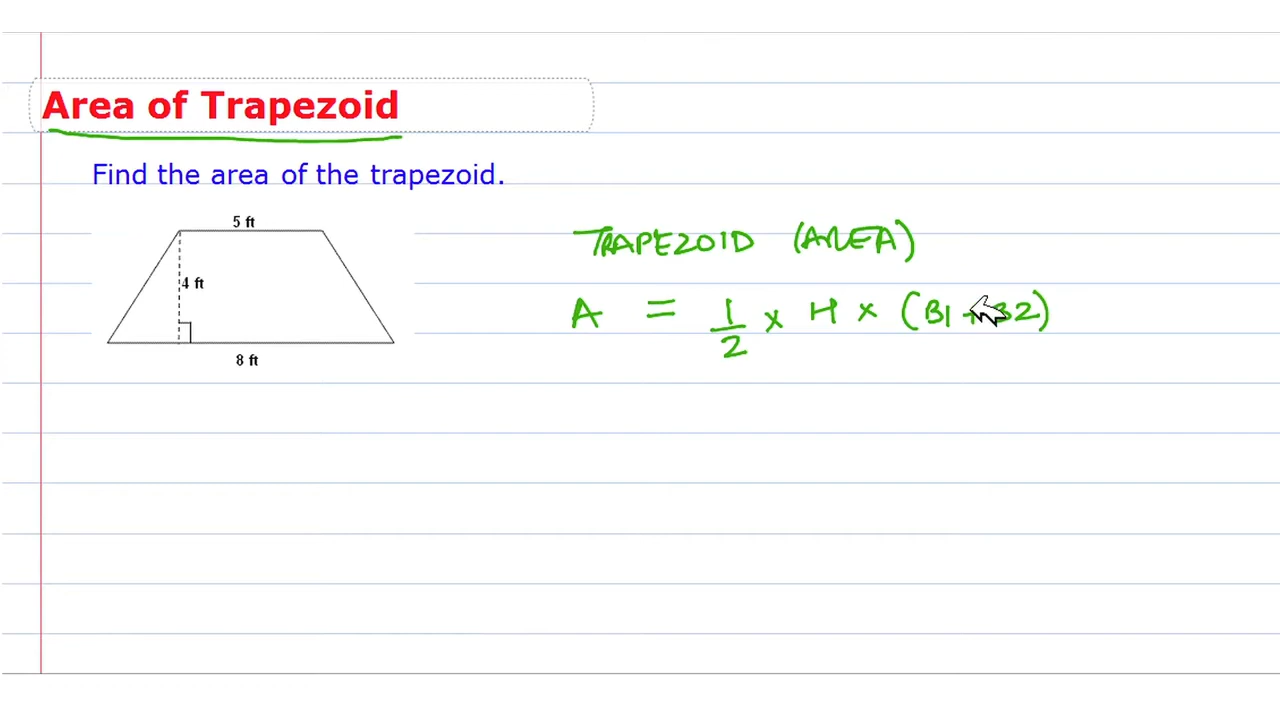 Area of Trapezoid
Find the area of the trapezoid.
5 ft
4 ft
8 ft
TRAPEZOID (AREA)
A = 1/2 x H x (B1 + B2)